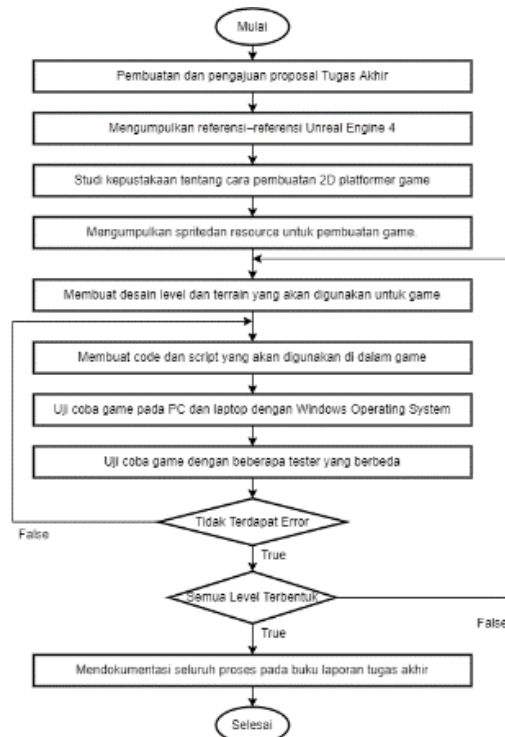 Mulai
Pembuatan dan pengajuan proposal Tugas Akhir
Mengumpulkan referensi–referensi Unreal Engine 4
Studi kepustakaan tentang cara pembuatan 2D platformer game
Mengumpulkan spritedan resource untuk pembuatan game.
Membuat desain level dan terrain yang akan digunakan untuk game
Membuat code dan script yang akan digunakan di dalam game
Uji coba game pada PC dan laptop dengan Windows Operating System
Uji coba game dengan beberapa tester yang berbeda
Tidak Terdapat Error
False
True
Semua Level Terbentuk
False
True
Mendokumentasi seluruh proses pada buku laporan tugas akhir
Selesai